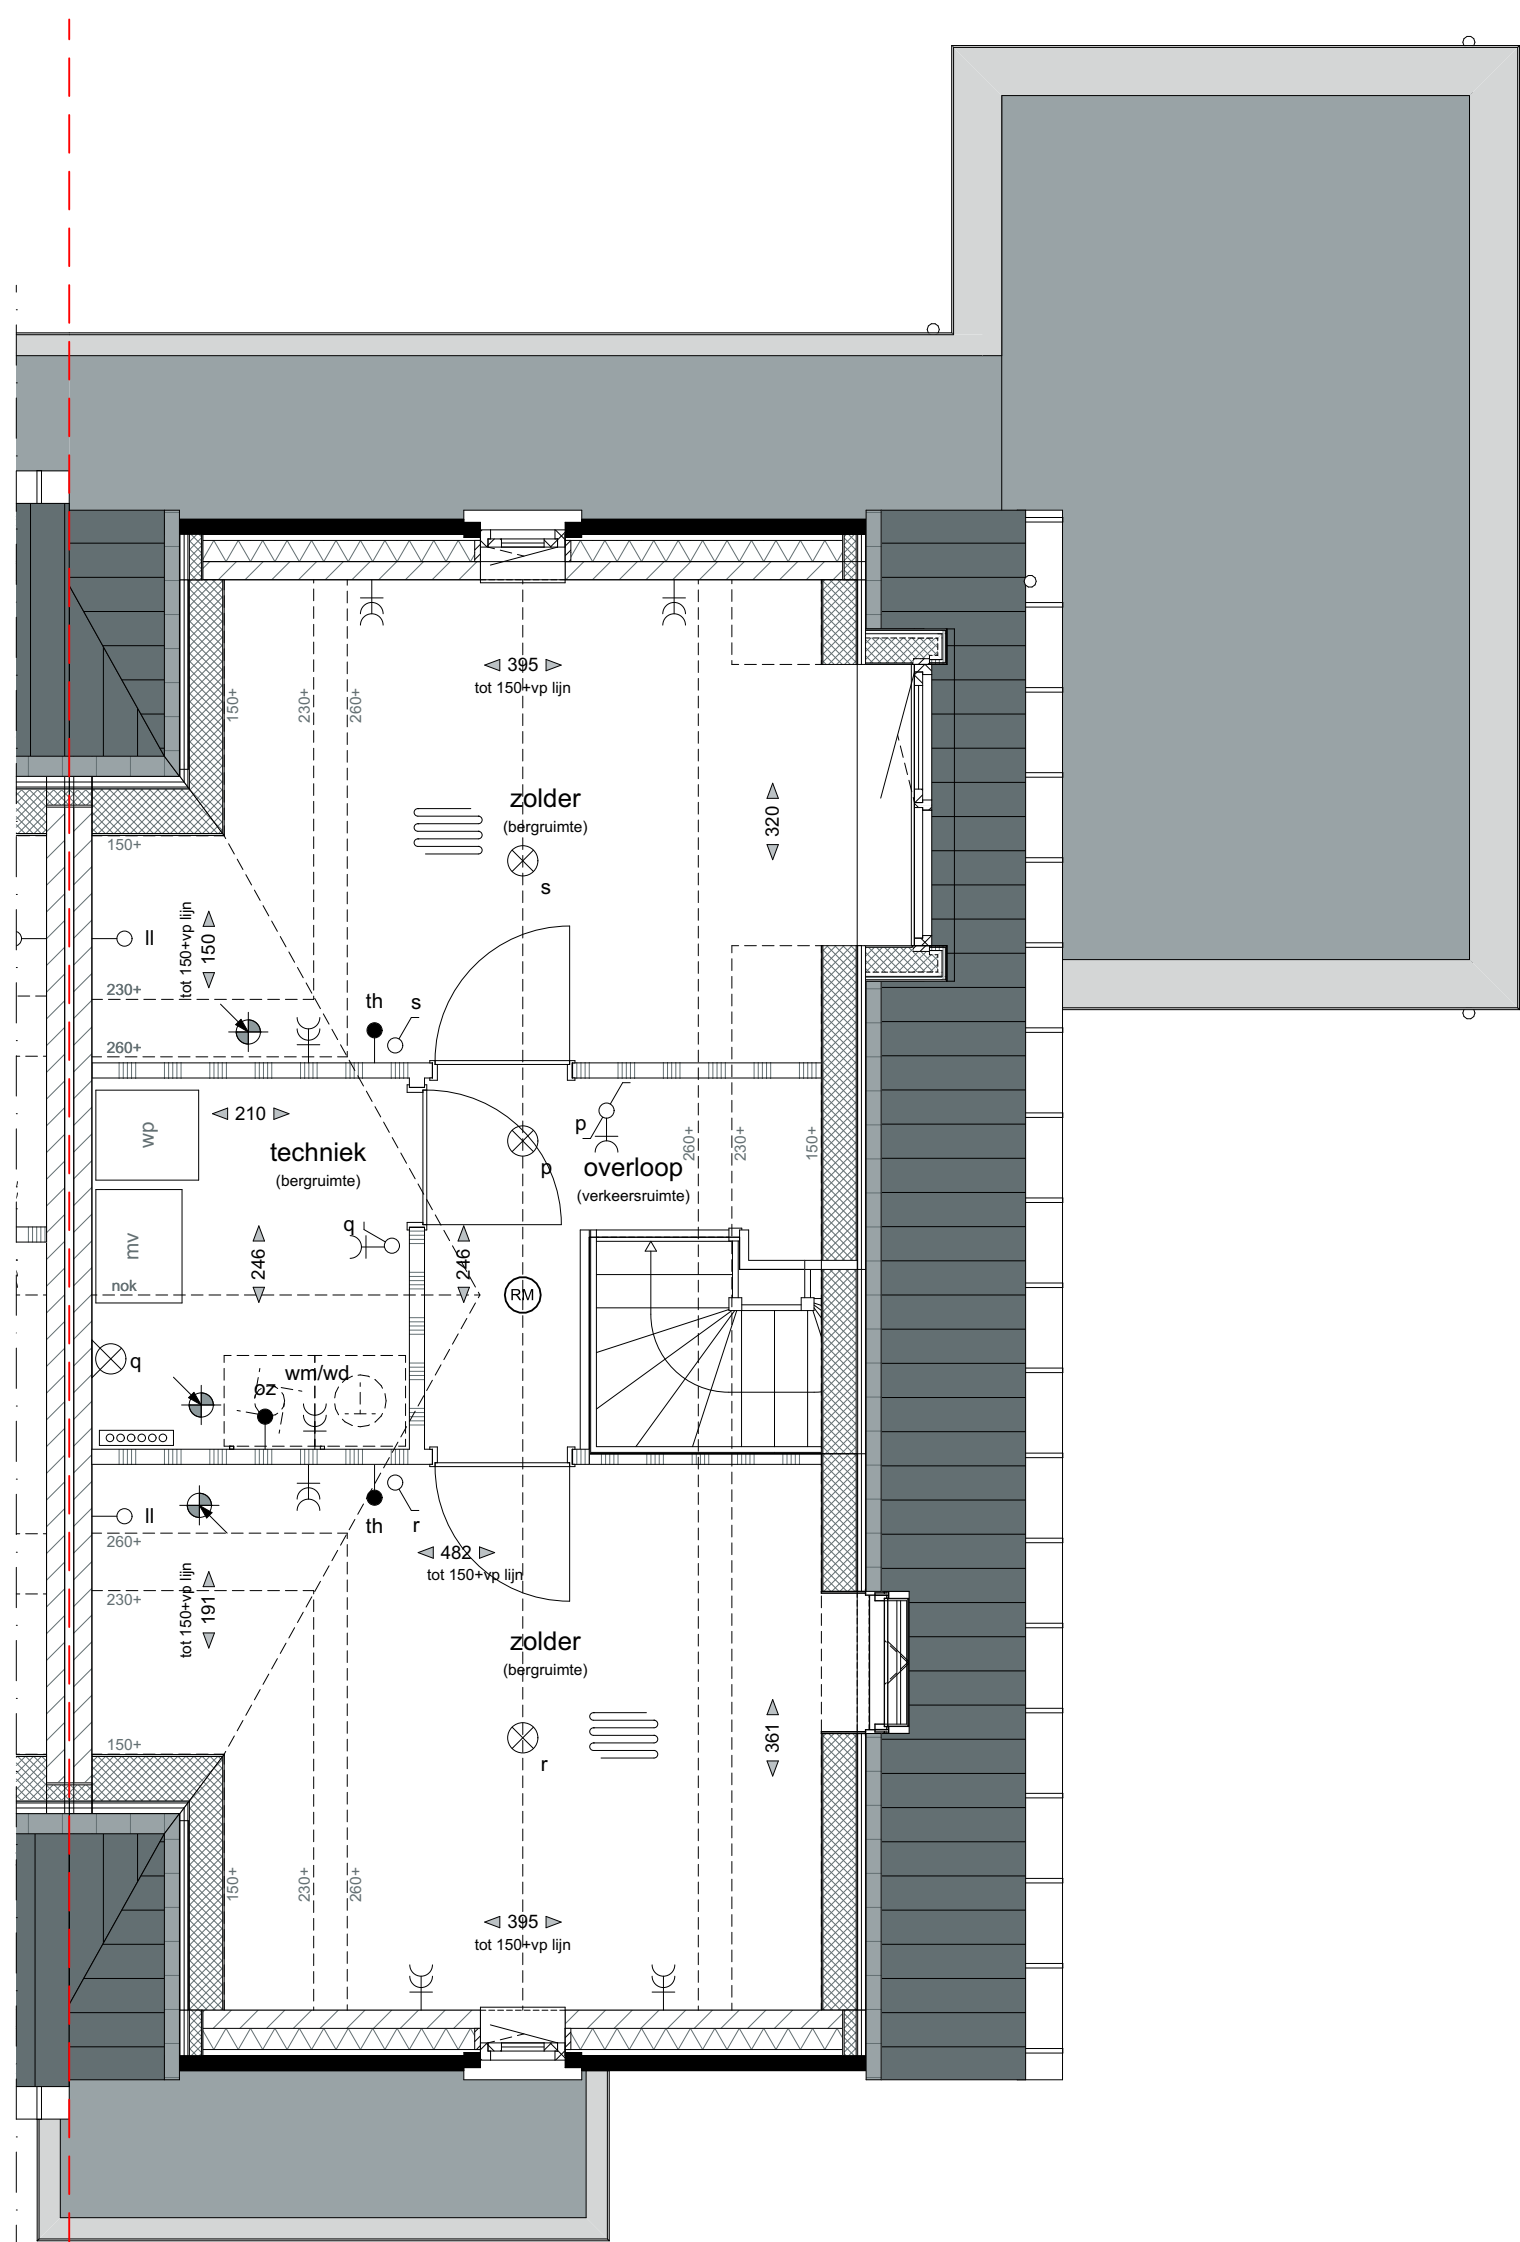 395
tot 150+vp lijn
150+
230+
260+
zolder
(bergruimte)
320
s
150+
tot 150+vp lijn
150
ll
230+
th
s
260+
210
wp
techniek
(bergruimte)
p
p
overloop
(verkeersruimte)
260+
230+
150+
q
mv
246
246
nok
RM
q
wm/wd
oz
ll
th
r
260+
482
tot 150+vp lijn
230+
tot 150+vp lijn
191
zolder
(bergruimte)
r
361
150+
150+
230+
260+
395
tot 150+vp lijn